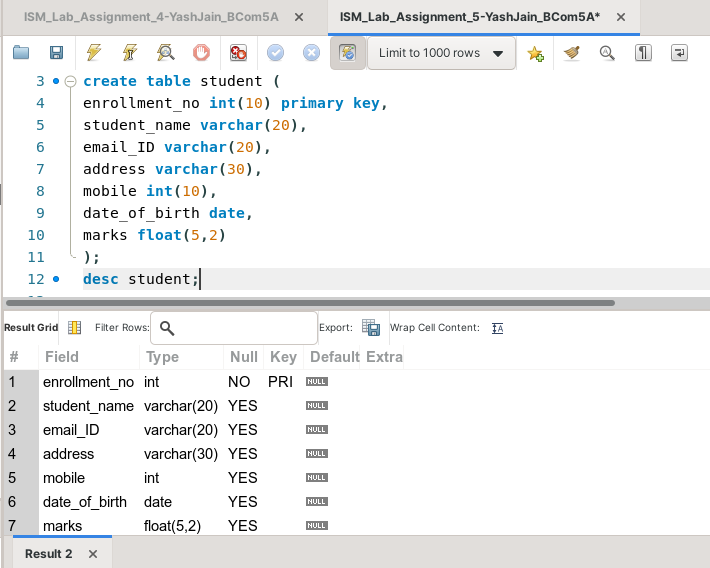 ISM_Lab_Assignment_4-YashJain_BCom5A ISM_Lab_Assignment_5-YashJain_BCom5A*
Limit to 1000 rows
3 create table student (
4 enrollment_no int(10) primary key,
5 student_name varchar(20),
6 email_ID varchar(20),
7 address varchar(30),
8 mobile int(10),
9 date_of_birth date,
10 marks float(5,2)
11 );
12 desc student;
Result Grid Filter Rows: Export: Wrap Cell Content:
# Field Type Null Key Default Extra
1 enrollment_no int NO PRI NULL
2 student_name varchar(20) YES NULL
3 email_ID varchar(20) YES NULL
4 address varchar(30) YES NULL
5 mobile int YES NULL
6 date_of_birth date YES NULL
7 marks float(5,2) YES NULL
Result 2